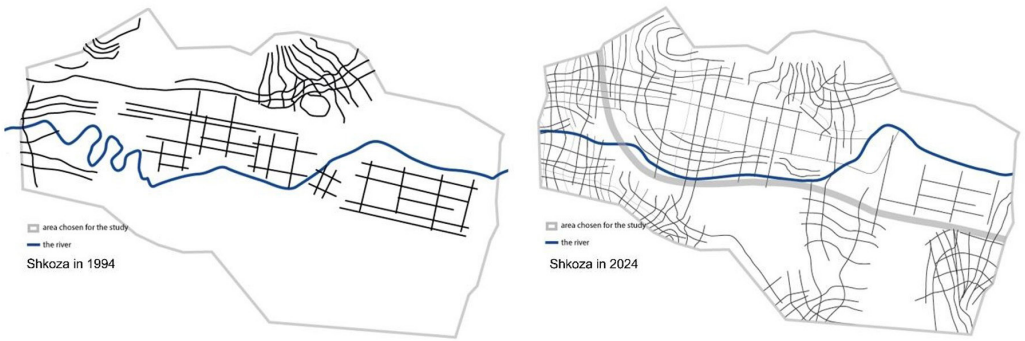 area chosen for the study
the river
Shkoza in 1994
area chosen for the study
the river
Shkoza in 2024